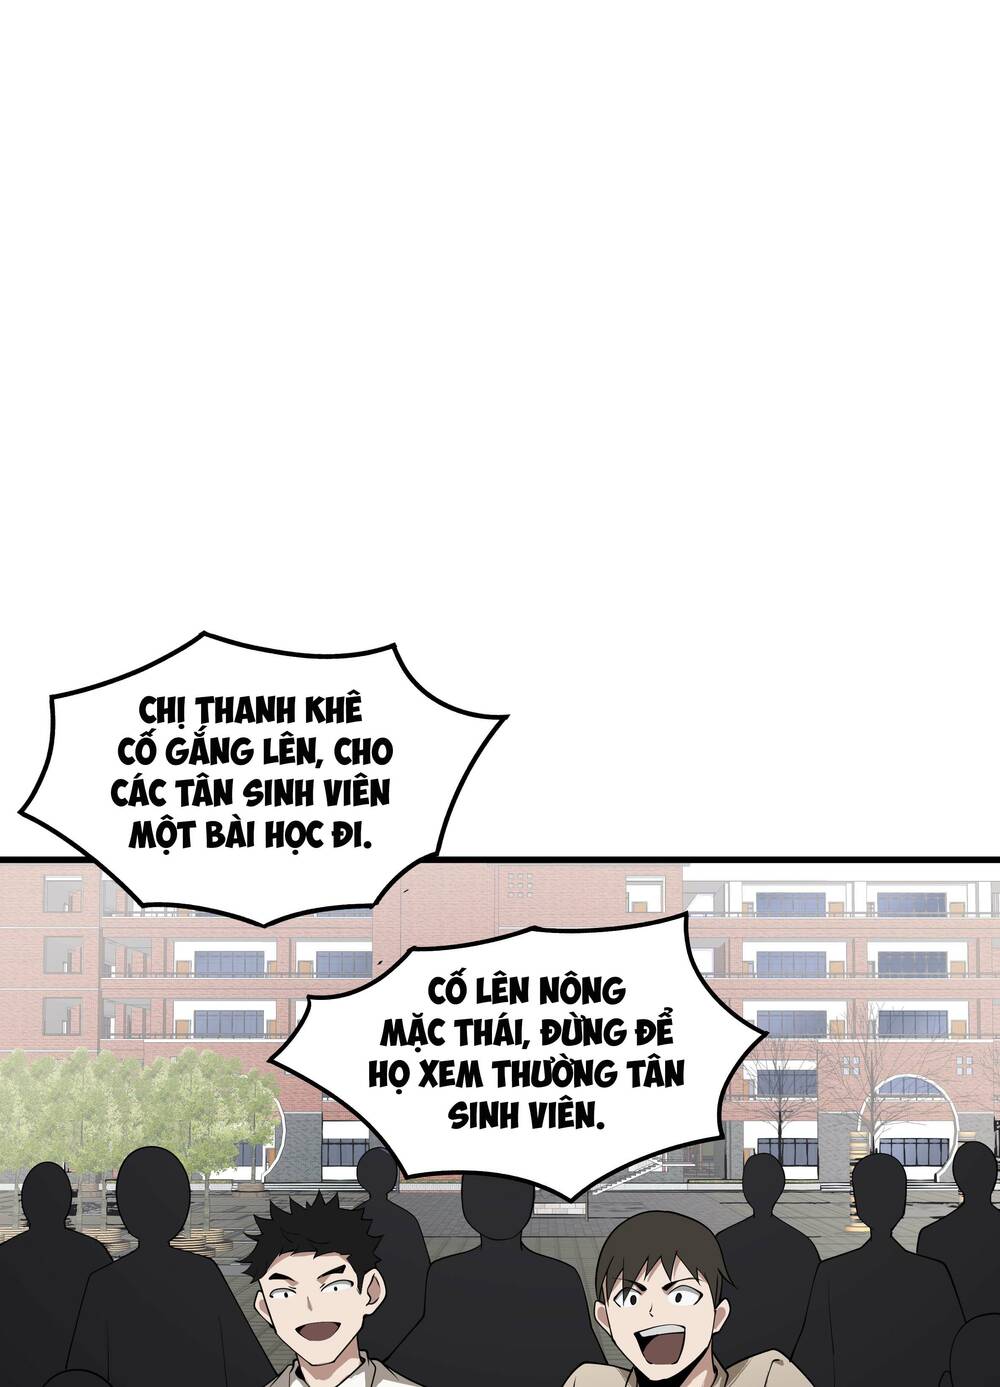 CHỊ THANH KHÊ
CỐ GẮNG LÊN, CHO
CÁC TÂN SINH VIÊN
MỘT BÀI HỌC ĐI.
CỐ LÊN NÔNG
MẶC THÁI, ĐỪNG ĐỂ
HỌ XEM THƯỜNG TÂN
SINH VIÊN.